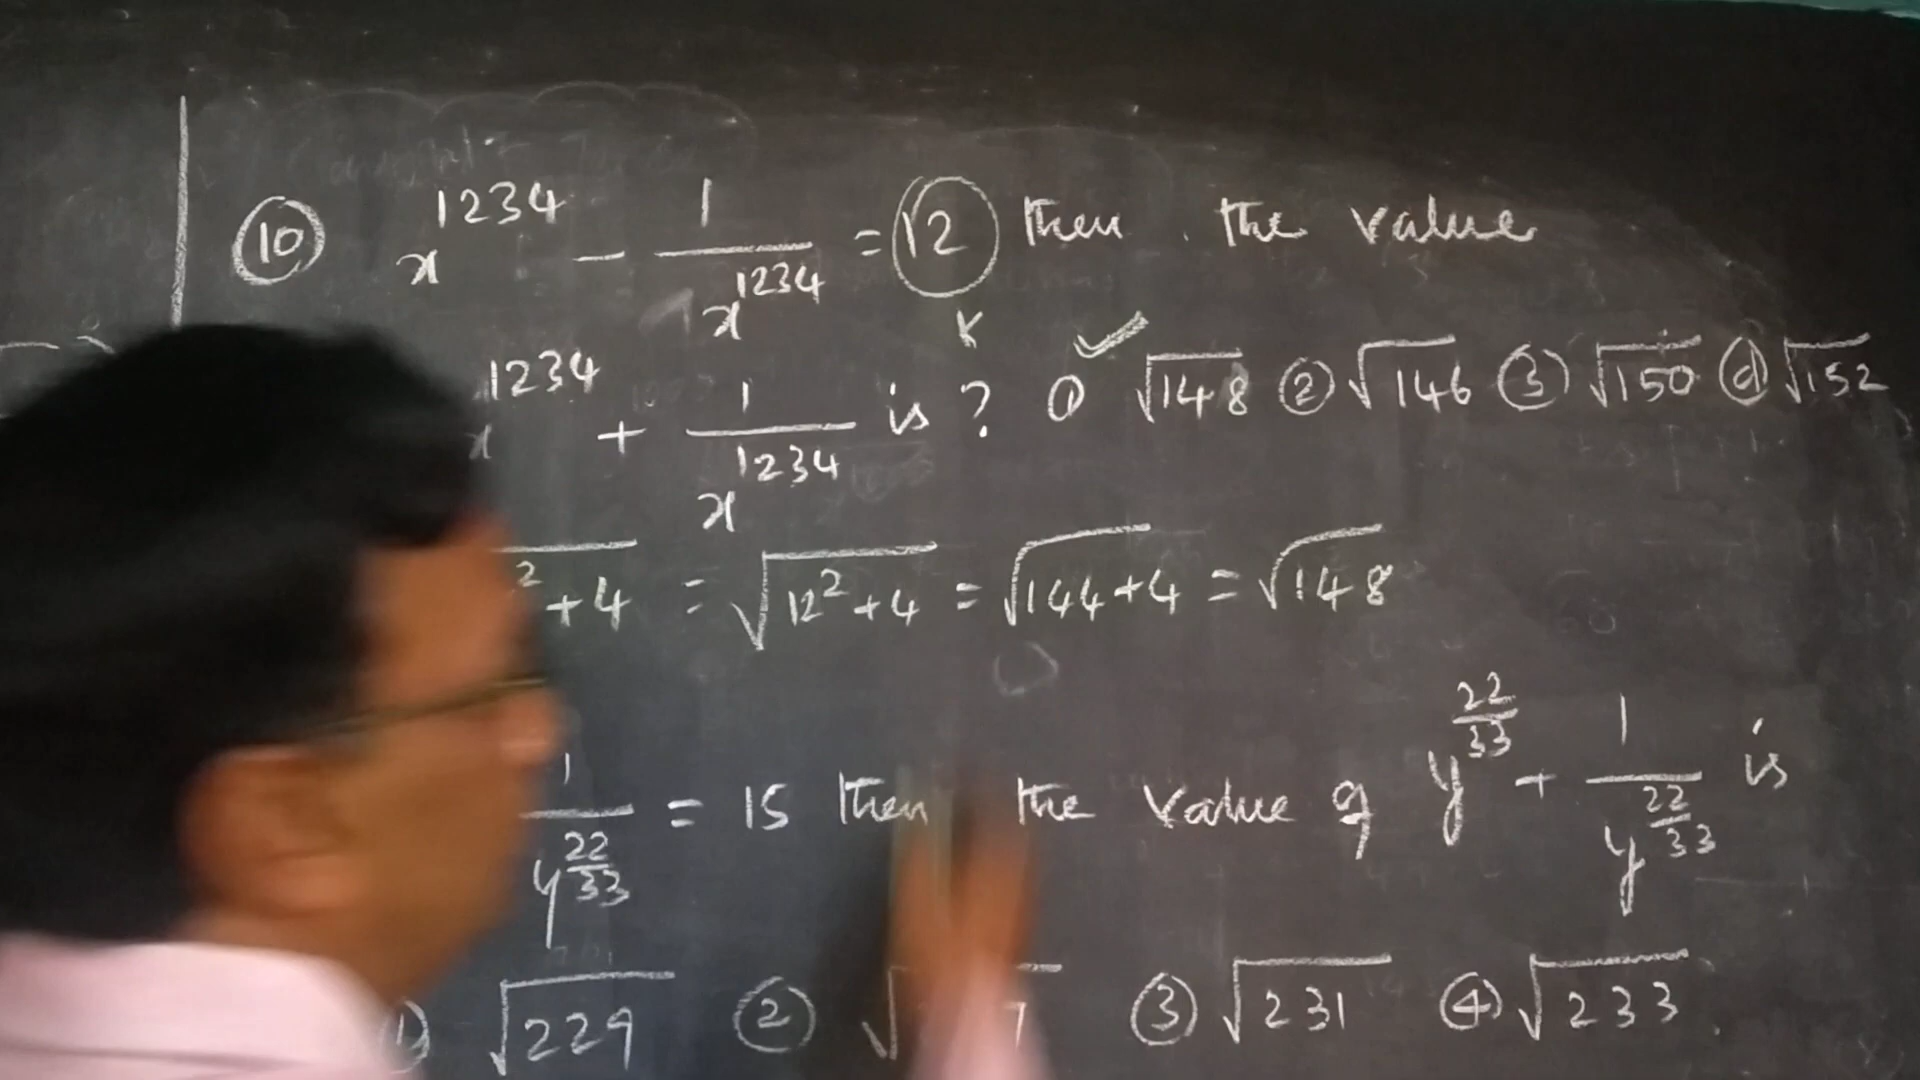 ⑩ x^1234 − 1/x^1234 = 12 then the value
K
x^1234 + 1/x^1234 is ? ① √148 ② √146 ③ √150 ④ √152
² + 4 = √12² + 4 = √144 + 4 = √148
1/y^22/33 = 15 then the value of y^22/33 + 1/y^22/33 is
① √229 ② ③ √231 ④ √233.